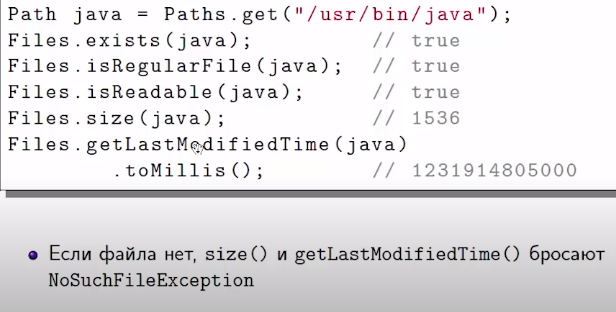 Path java = Paths.get("/usr/bin/java");
Files.exists(java); // true
Files.isRegularFile(java); // true
Files.isReadable(java); // true
Files.size(java); // 1536
Files.getLastModifiedTime(java)
.toMillis(); // 1231914805000
Если файла нет, size() и getLastModifiedTime() бросают
NoSuchFileException